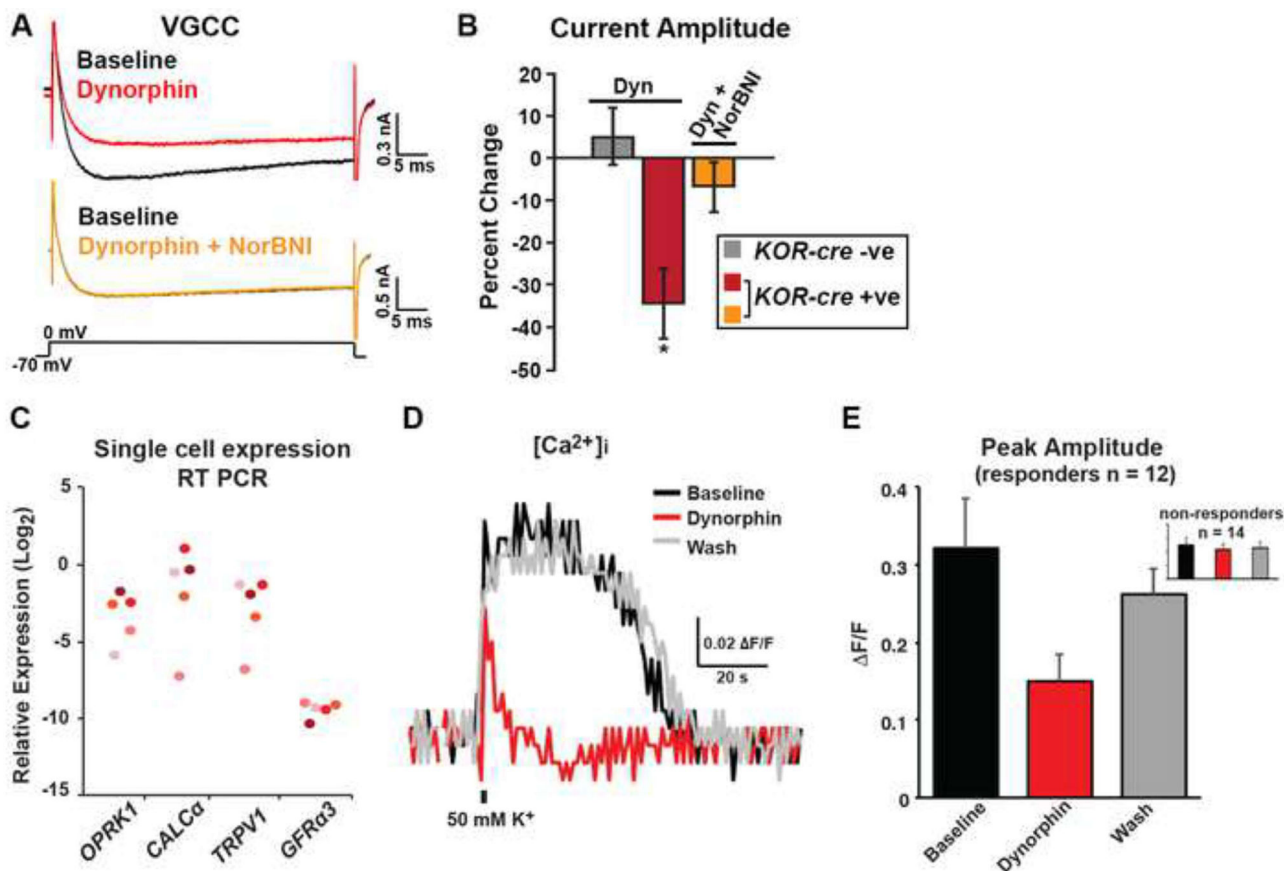 A
VGCC
Baseline
Dynorphin
0.3 nA
5 ms
Baseline
Dynorphin + NorBNI
0.5 nA
5 ms
0 mV
-70 mV
B
Current Amplitude
Dyn
Dyn +
NorBNI
20
10
0
-10
-20
-30
-40
-50
Percent Change
*
KOR-cre -ve
KOR-cre +ve
C
Single cell expression
RT PCR
Relative Expression (Log₂)
5
0
-5
-10
-15
OPRK1
CALCα
TRPV1
GFRα3
D
[Ca²⁺]i
Baseline
Dynorphin
Wash
0.02 ΔF/F
20 s
50 mM K⁺
E
Peak Amplitude
(responders n = 12)
non-responders
n = 14
ΔF/F
0.4
0.3
0.2
0.1
0
Baseline
Dynorphin
Wash